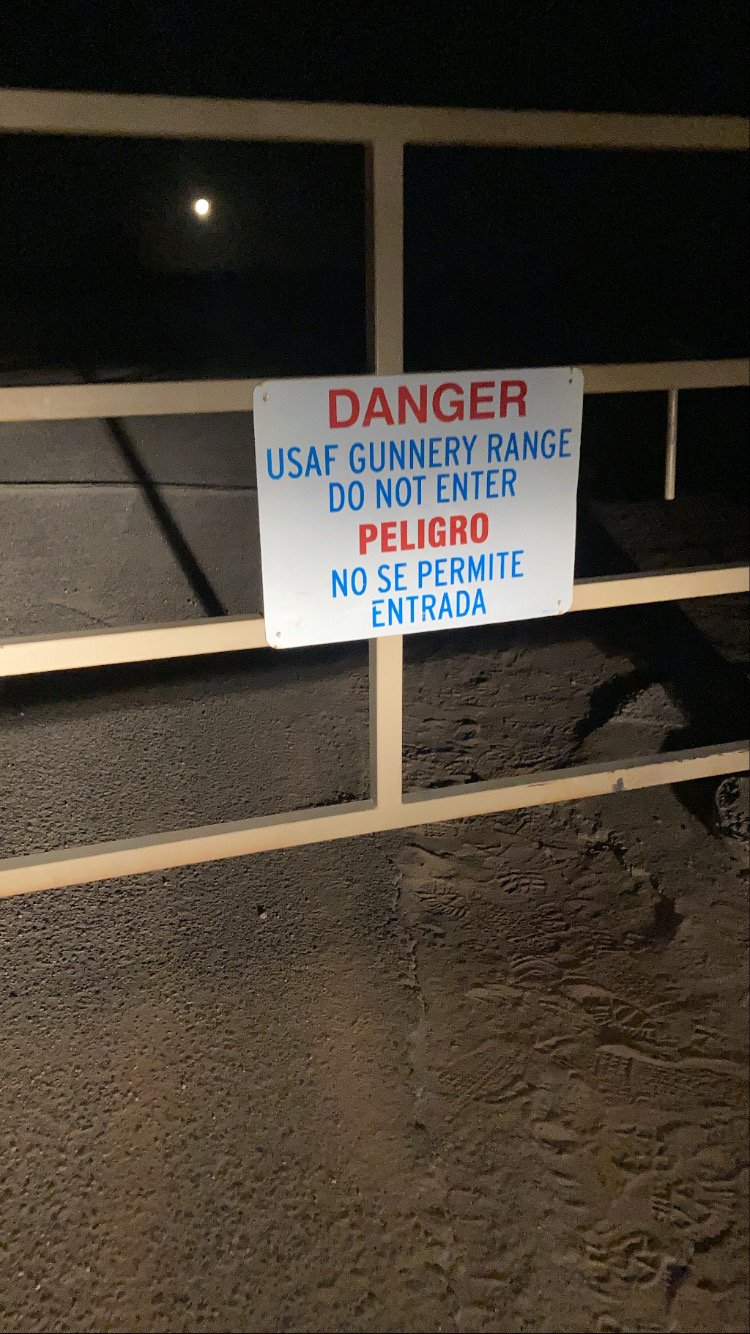 DANGER
USAF GUNNERY RANGE
DO NOT ENTER
PELIGRO
NO SE PERMITE
ENTRADA